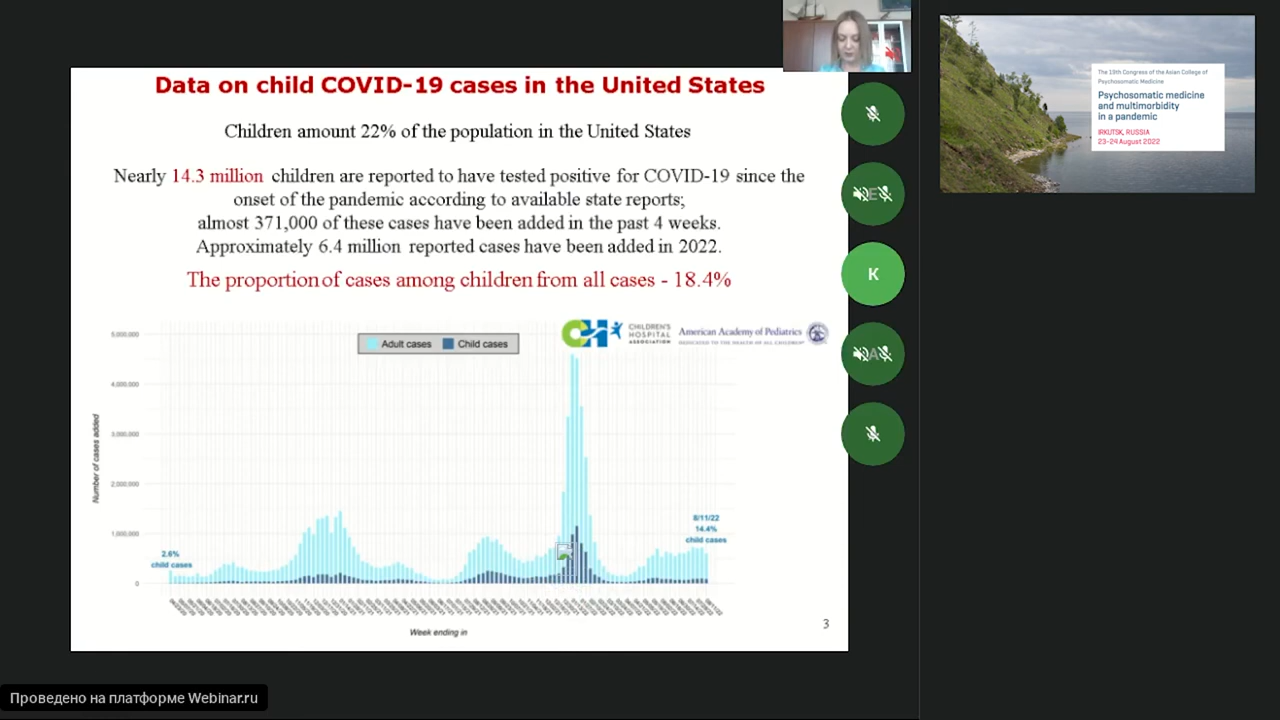 Data on child COVID-19 cases in the United States
Children amount 22% of the population in the United States
Nearly 14.3 million children are reported to have tested positive for COVID-19 since the
onset of the pandemic according to available state reports;
almost 371,000 of these cases have been added in the past 4 weeks.
Approximately 6.4 million reported cases have been added in 2022.
The proportion of cases among children from all cases - 18.4%
CHILDREN'S
HOSPITAL
ASSOCIATION
American Academy of Pediatrics
DEDICATED TO THE HEALTH OF ALL CHILDREN
Adult cases
Child cases
Number of cases added
5,000,000
4,000,000
3,000,000
2,000,000
1,000,000
0
2.6%
child cases
8/11/22
14.4%
child cases
Week ending in
3
E
K
A
The 19th Congress of the Asian College of
Psychosomatic Medicine
Psychosomatic medicine
and multimorbidity
in a pandemic
IRKUTSK, RUSSIA
23-24 August 2022
Проведено на платформе Webinar.ru